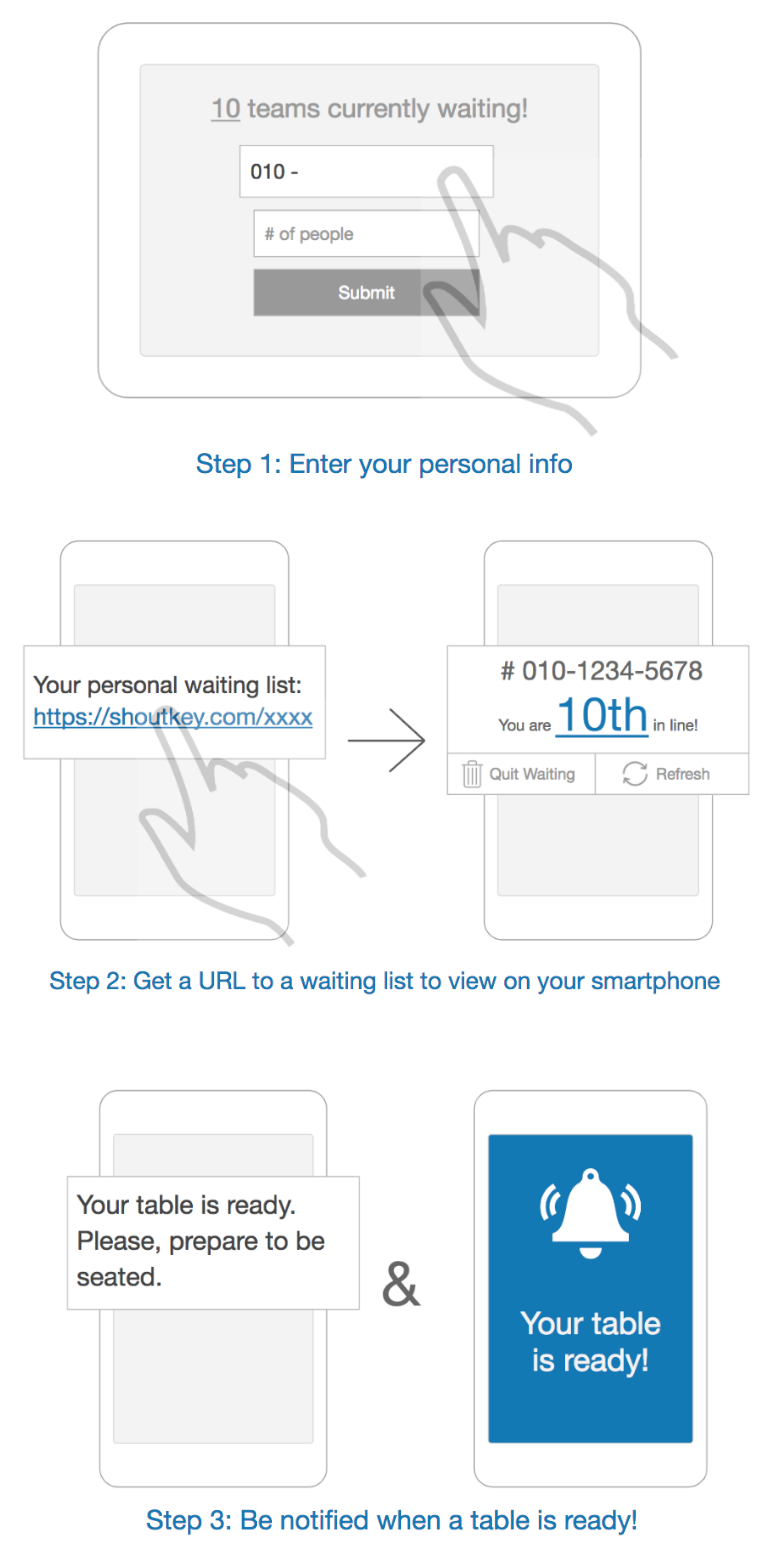 10 teams currently waiting!
010 -
# of people
Submit
Step 1: Enter your personal info
Your personal waiting list:
https://shoutkey.com/xxxx
# 010-1234-5678
You are 10th in line!
Quit Waiting
Refresh
Step 2: Get a URL to a waiting list to view on your smartphone
Your table is ready.
Please, prepare to be
seated.
&
Your table
is ready!
Step 3: Be notified when a table is ready!